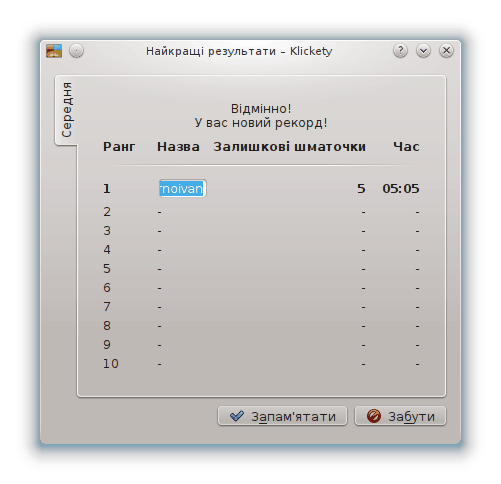 Найкращі результати – Klickety
Середня
Відмінно!
У вас новий рекорд!
Ранг Назва Залишкові шматочки Час
1 moivan 5 05:05
2 - - -
3 - - -
4 - - -
5 - - -
6 - - -
7 - - -
8 - - -
9 - - -
10 - - -
Запам'ятати Забути